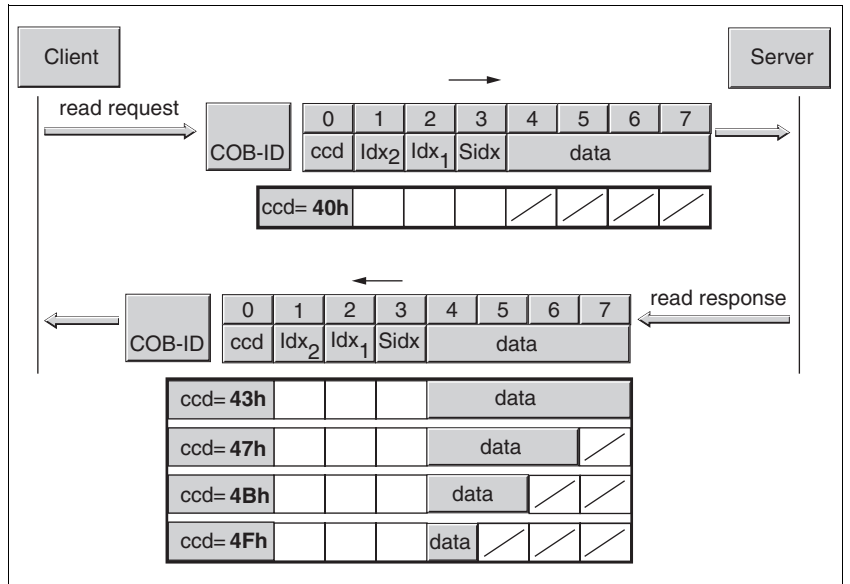 Client
Server
read request
0 1 2 3 4 5 6 7
COB-ID ccd Idx2 Idx1 Sidx data
ccd= 40h
read response
0 1 2 3 4 5 6 7
COB-ID ccd Idx2 Idx1 Sidx data
ccd= 43h data
ccd= 47h data
ccd= 4Bh data
ccd= 4Fh data